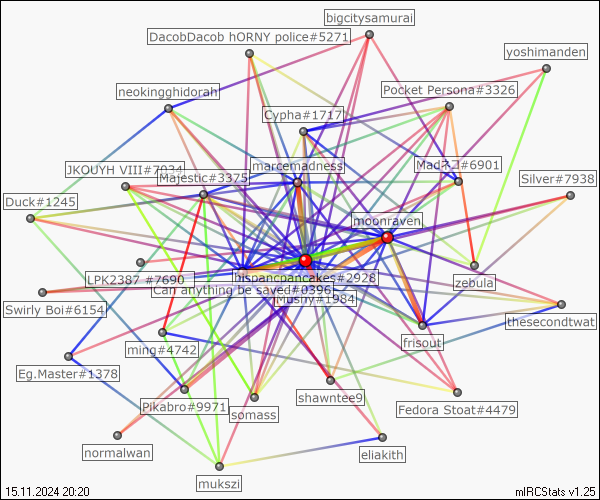 bigcitysamurai
DacobDacob hORNY police#5271
yoshimanden
neokingghidorah
Pocket Persona#3326
Cypha#1717
marcemadness
JKOUYH VIII#7034
Majestic#3375
Silver#7938
Duck#1245
moonraven
LPK2387 #7690
hispancpancakes#2928
zebula
Can anything be saved#0396
Mushy#1984
Swirly Boi#6154
thesecondtwat
frisout
ming#4742
Eg.Master#1378
shawntee9
Pikabro#9971
somass
Fedora Stoat#4479
normalwan
eliakith
mukszi
15.11.2024 20:20
mIRCStats v1.25